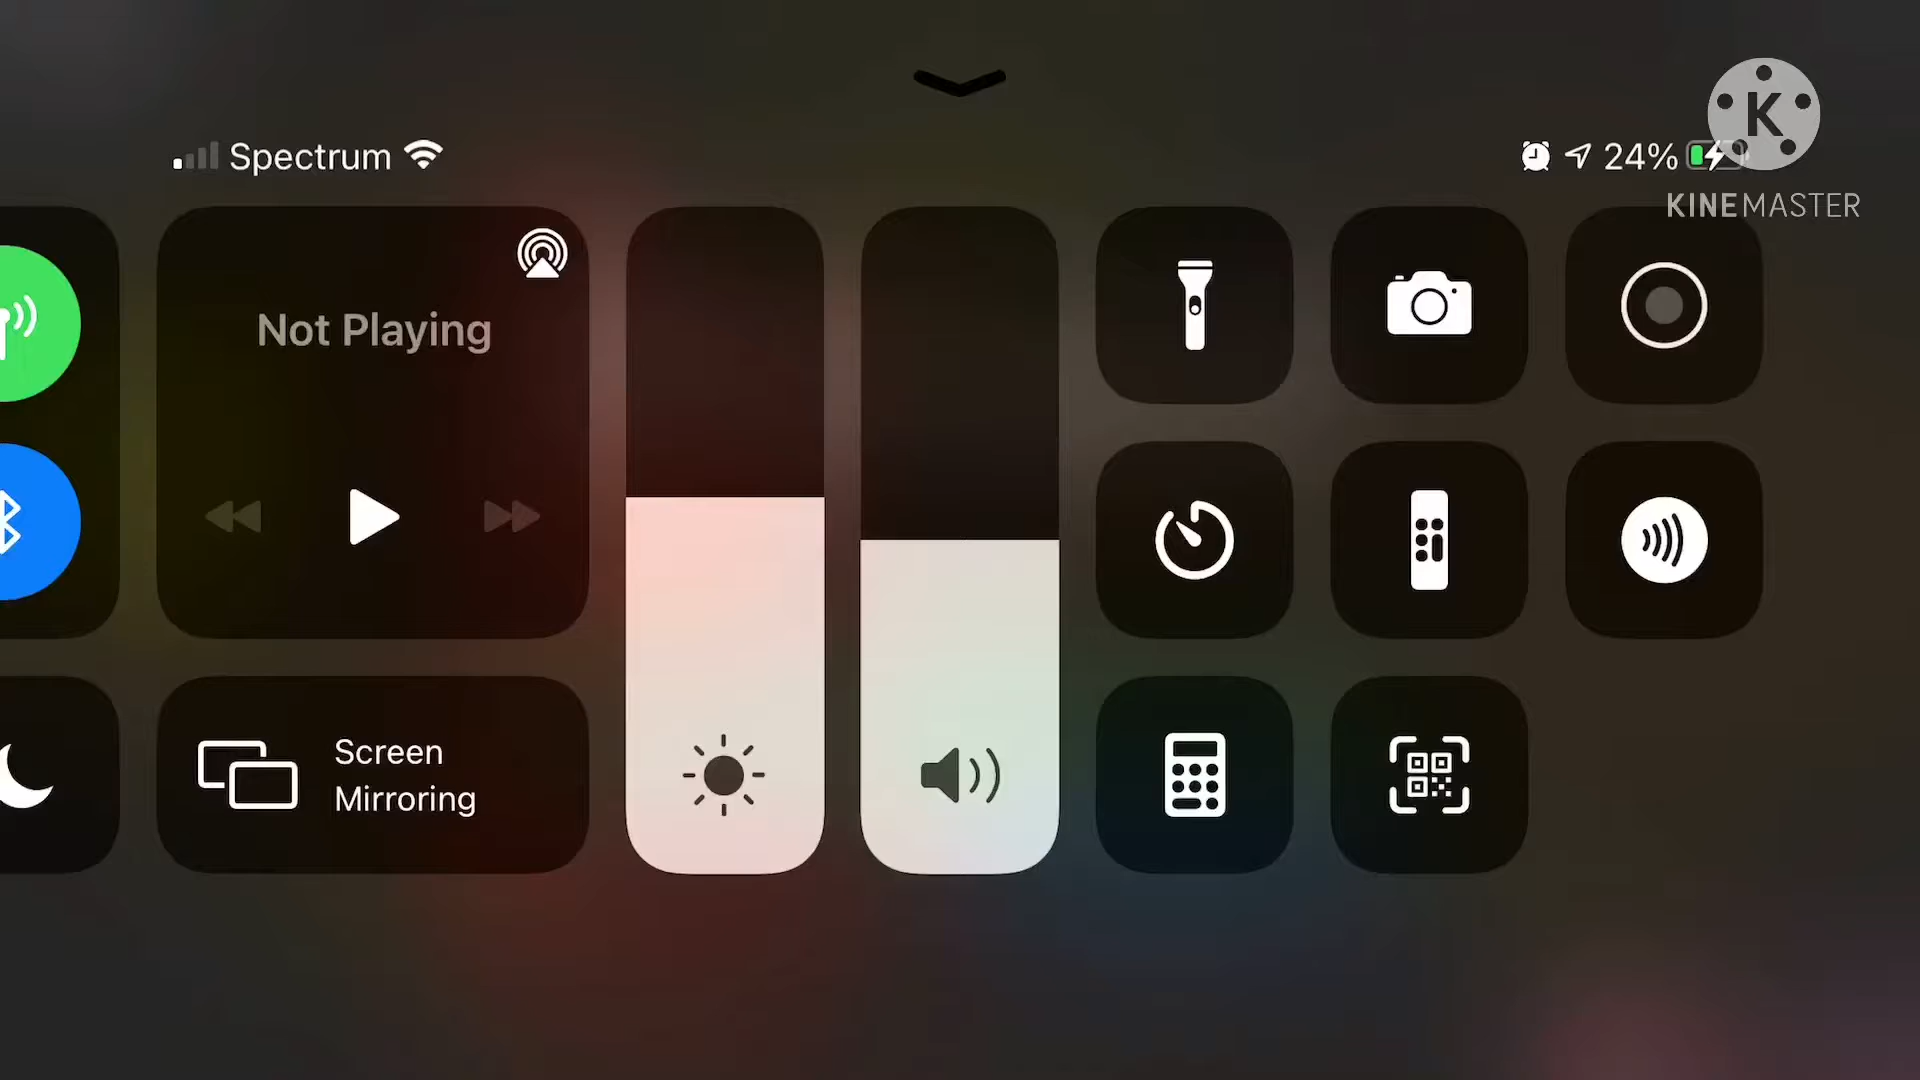 Spectrum
24%
KINEMASTER
Not Playing
Screen
Mirroring